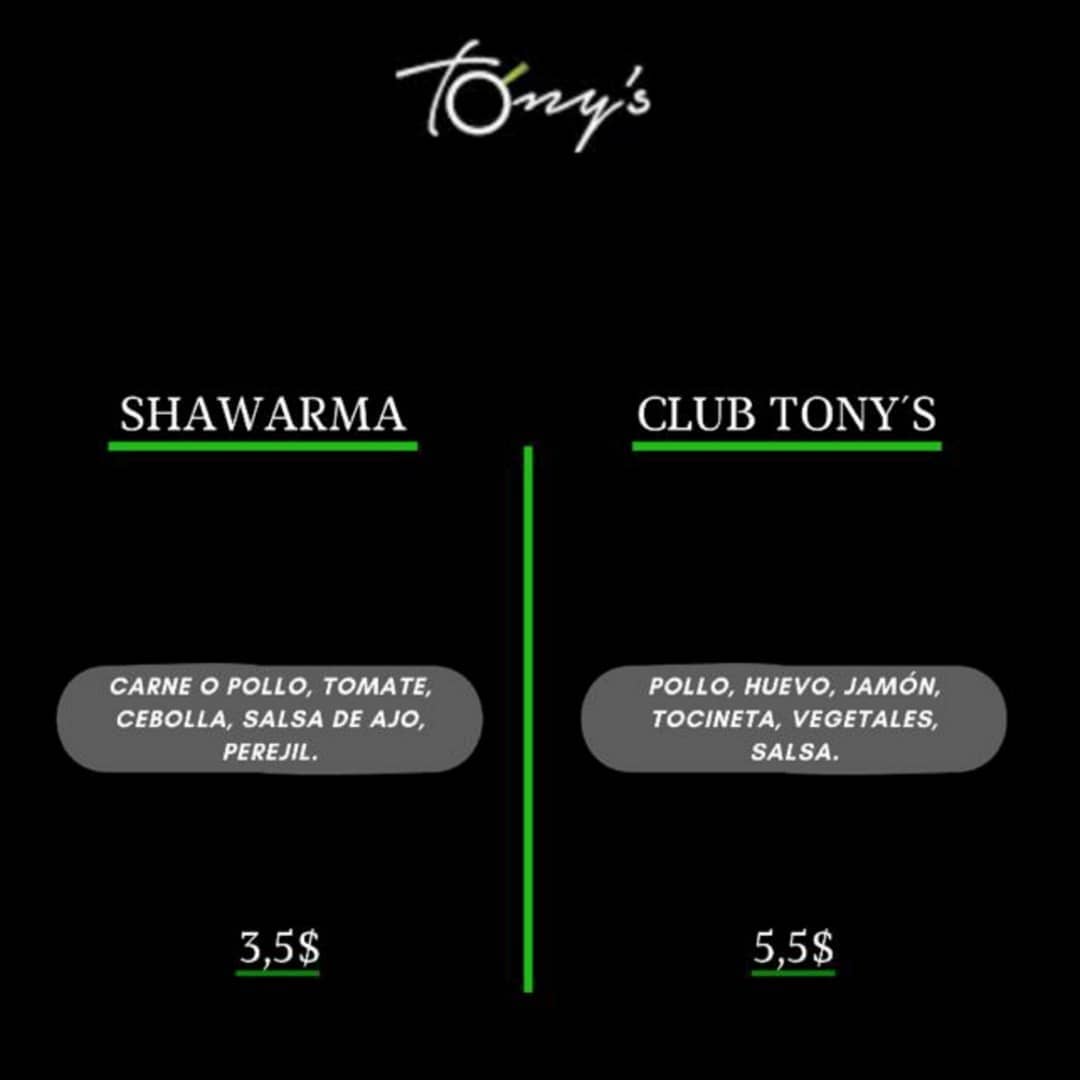 Tony's
SHAWARMA
CARNE O POLLO, TOMATE,
CEBOLLA, SALSA DE AJO,
PEREJIL.
3,5$
CLUB TONY´S
POLLO, HUEVO, JAMÓN,
TOCINETA, VEGETALES,
SALSA.
5,5$